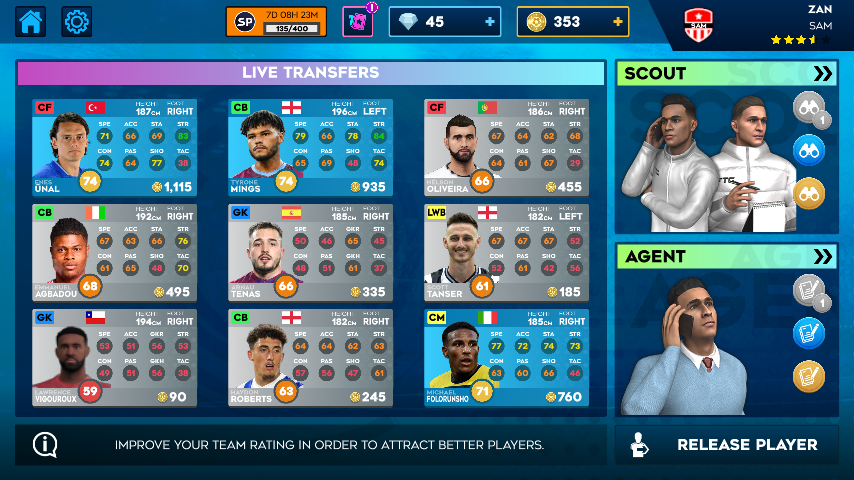 SP
7D 08H 23M
135/400
1
45
+
353
+
SAM
ZAN
SAM
LIVE TRANSFERS
CF
HEIGHT 187CM
FOOT RIGHT
SPE ACC STA STR
71 66 69 83
CON PAS SHO TAC
74 64 77 38
ENES
ÜNAL
74
1,115
CB
HEIGHT 196CM
FOOT LEFT
SPE ACC STA STR
79 66 78 84
CON PAS SHO TAC
65 69 48 74
TYRONE
MINGS
74
935
CF
HEIGHT 186CM
FOOT RIGHT
SPE ACC STA STR
67 64 62 68
CON PAS SHO TAC
64 61 67 29
NÉLSON
OLIVEIRA
66
455
CB
HEIGHT 192CM
FOOT RIGHT
SPE ACC STA STR
67 63 66 76
CON PAS SHO TAC
61 65 48 70
EMMANUEL
AGBADOU
68
495
GK
HEIGHT 185CM
FOOT RIGHT
SPE ACC GKR STR
50 46 65 45
CON PAS GKH TAC
48 51 61 37
ARNAU
TENAS
66
335
LWB
HEIGHT 182CM
FOOT LEFT
SPE ACC STA STR
67 67 67 52
CON PAS SHO TAC
52 61 42 56
SCOTT
TANSER
61
185
GK
HEIGHT 194CM
FOOT RIGHT
SPE ACC GKR STR
53 51 56 53
CON PAS GKH TAC
49 51 56 38
LAWRENCE
VIGOUROUX
59
90
CB
HEIGHT 182CM
FOOT RIGHT
SPE ACC STA STR
64 64 62 63
CON PAS SHO TAC
57 56 47 61
HAYDON
ROBERTS
63
245
CM
HEIGHT 185CM
FOOT RIGHT
SPE ACC STA STR
77 72 74 73
CON PAS SHO TAC
63 60 66 46
MICHAEL
FOLORUNSHO
71
760
SCOUT
1
AGENT
1
IMPROVE YOUR TEAM RATING IN ORDER TO ATTRACT BETTER PLAYERS.
RELEASE PLAYER